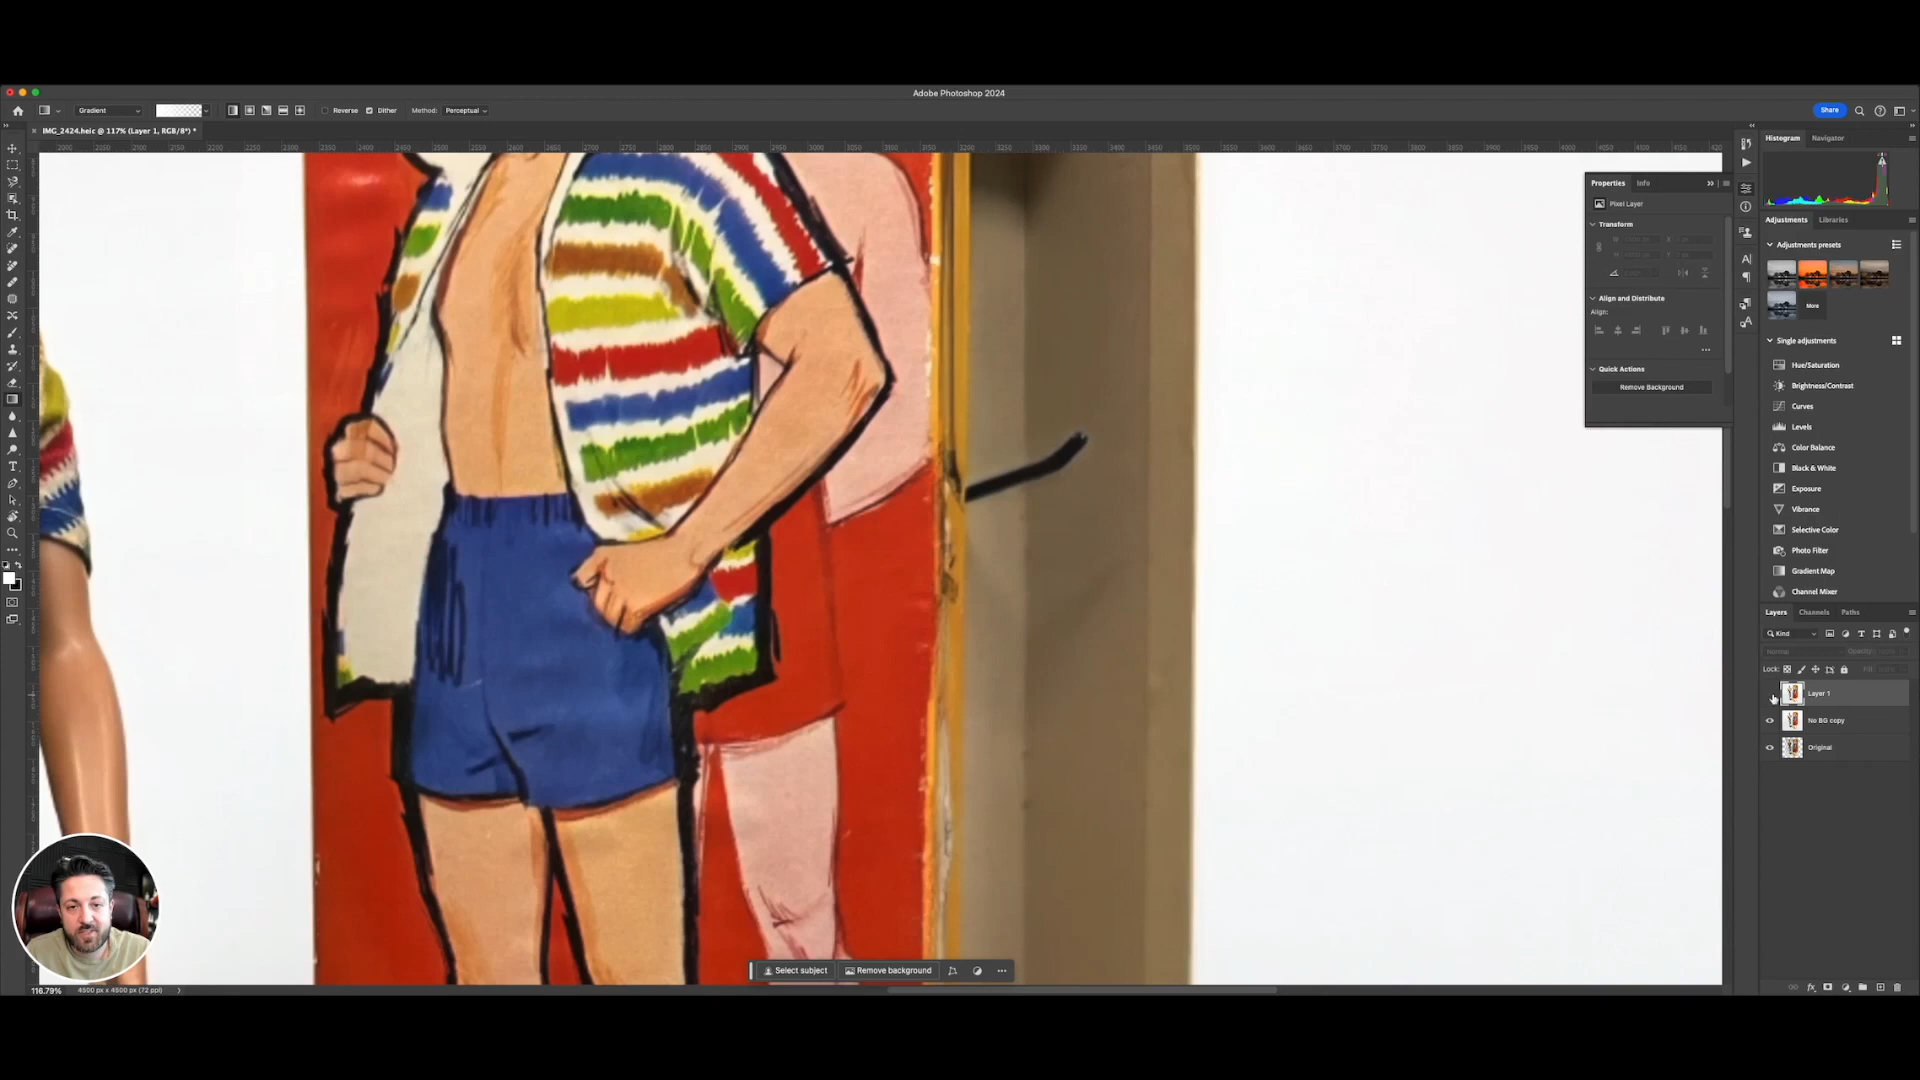 Adobe Photoshop 2024
Gradient
Reverse
Dither
Method: Perceptual
Share
IMG_2424.heic @ 117% (Layer 1, RGB/8*) *
Histogram
Navigator
Properties
Info
Pixel Layer
Transform
Align and Distribute
Align:
Quick Actions
Remove Background
Adjustments
Libraries
Adjustments presets
More
Single adjustments
Hue/Saturation
Brightness/Contrast
Curves
Levels
Color Balance
Black & White
Exposure
Vibrance
Selective Color
Photo Filter
Gradient Map
Channel Mixer
Layers
Channels
Paths
Kind
Normal
Opacity:
Lock:
Fill:
Layer 1
No BG copy
Original
Select subject
Remove background
116.79%
4500 px x 4500 px (72 ppi)